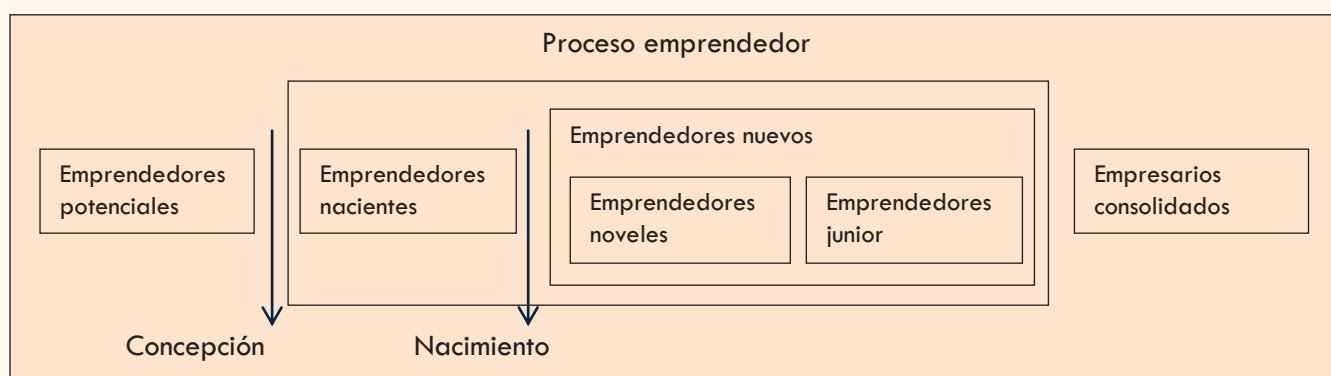 Proceso emprendedor
Emprendedores nuevos
Emprendedores
potenciales
Emprendedores
nacientes
Emprendedores
noveles
Emprendedores
junior
Empresarios
consolidados
Concepción
Nacimiento